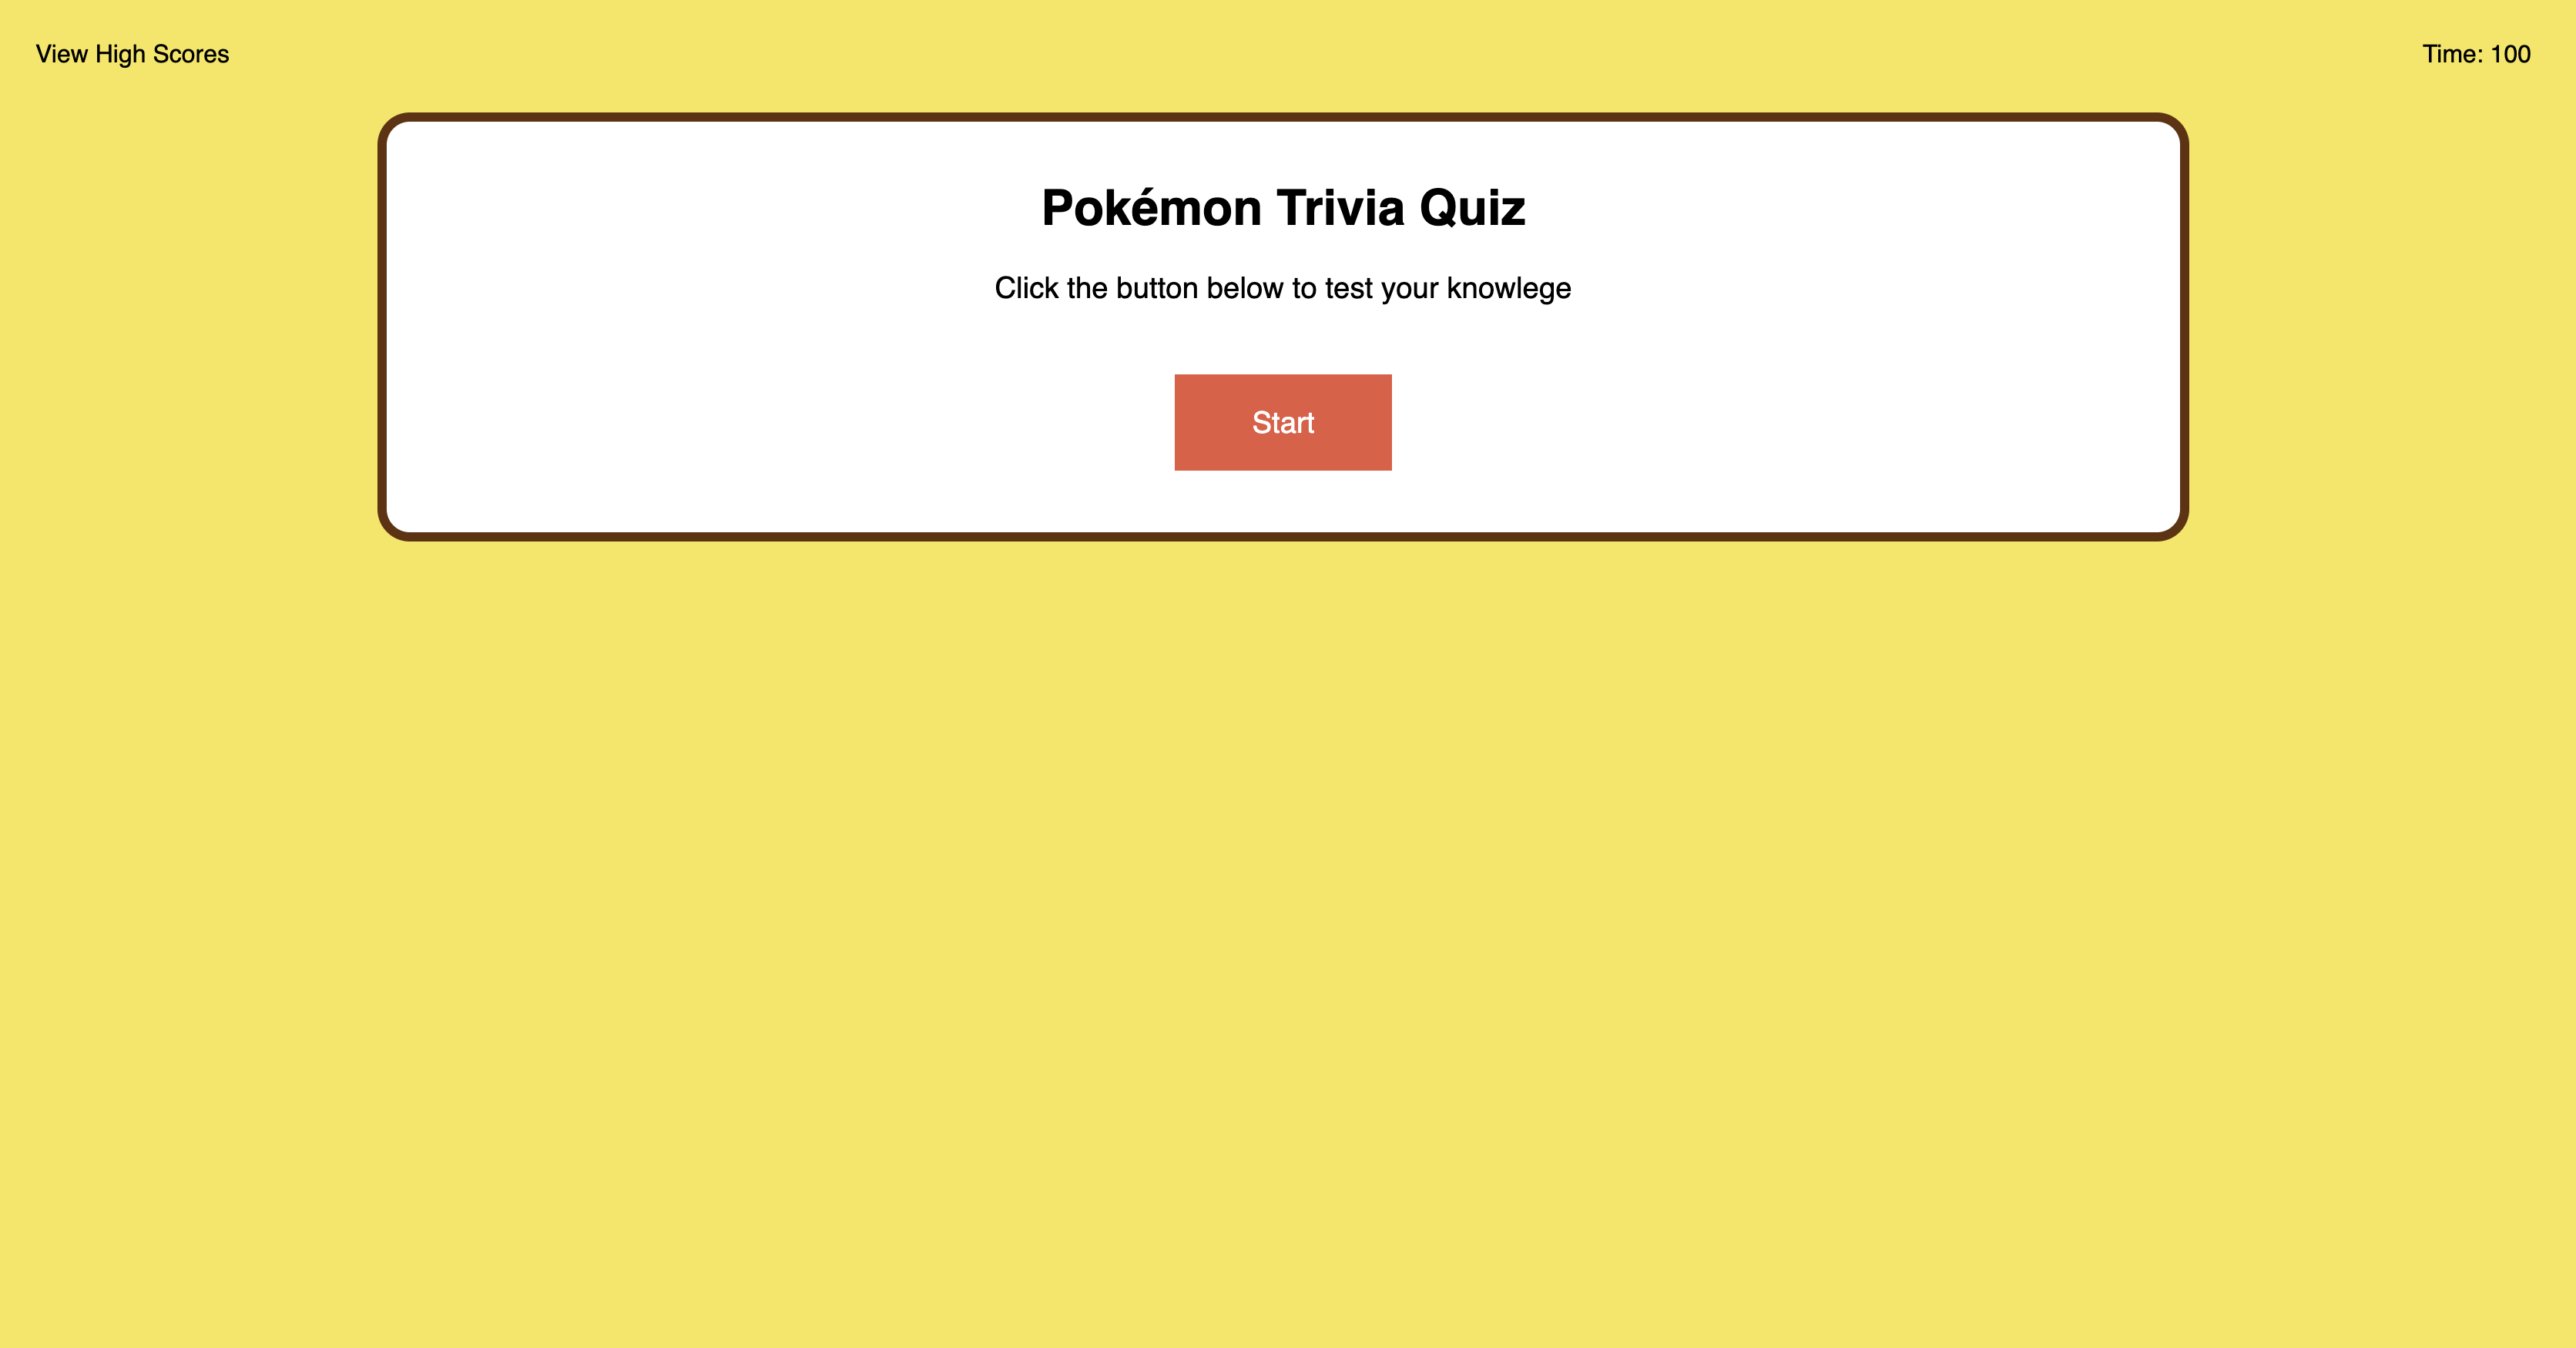 View High Scores
Time: 100
Pokémon Trivia Quiz
Click the button below to test your knowlege
Start